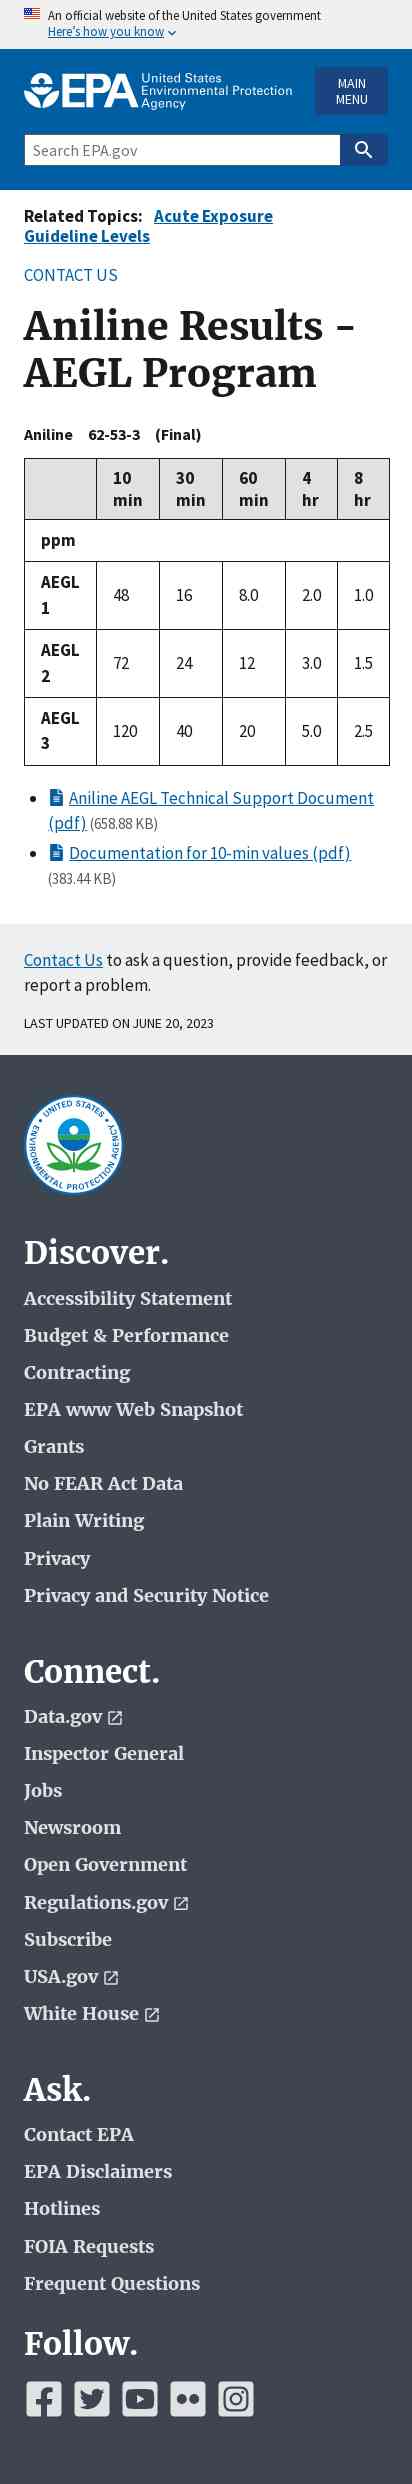 An official website of the United States government
Here's how you know
EPA United States
Environmental Protection
Agency
MAIN
MENU
Search EPA.gov
Related Topics: Acute Exposure
Guideline Levels
CONTACT US
Aniline Results -
AEGL Program
Aniline 62-53-3 (Final)
10 min 30 min 60 min 4 hr 8 hr
ppm
AEGL 1 48 16 8.0 2.0 1.0
AEGL 2 72 24 12 3.0 1.5
AEGL 3 120 40 20 5.0 2.5
Aniline AEGL Technical Support Document
(pdf) (658.88 KB)
Documentation for 10-min values (pdf)
(383.44 KB)
Contact Us to ask a question, provide feedback, or
report a problem.
LAST UPDATED ON JUNE 20, 2023
UNITED STATES
ENVIRONMENTAL PROTECTION AGENCY
Discover.
Accessibility Statement
Budget & Performance
Contracting
EPA www Web Snapshot
Grants
No FEAR Act Data
Plain Writing
Privacy
Privacy and Security Notice
Connect.
Data.gov
Inspector General
Jobs
Newsroom
Open Government
Regulations.gov
Subscribe
USA.gov
White House
Ask.
Contact EPA
EPA Disclaimers
Hotlines
FOIA Requests
Frequent Questions
Follow.